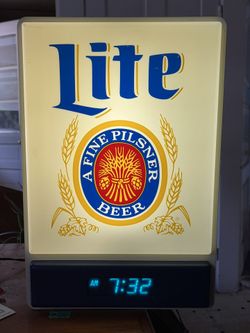 Lite
A FINE PILSNER
BEER
AM 7:32